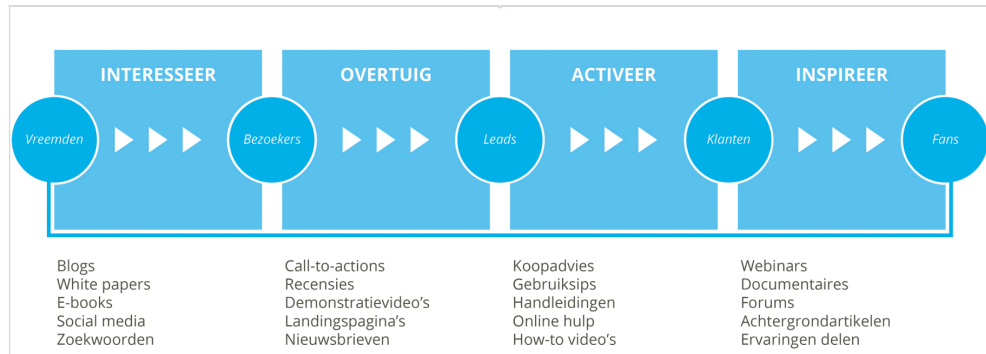 INTERESSEER
OVERTUIG
ACTIVEER
INSPIREER
Vreemden
Bezoekers
Leads
Klanten
Fans
Blogs
White papers
E-books
Social media
Zoekwoorden
Call-to-actions
Recensies
Demonstratievideo's
Landingspagina's
Nieuwsbrieven
Koopadvies
Gebruiksips
Handleidingen
Online hulp
How-to video's
Webinars
Documentaires
Forums
Achtergrondartikelen
Ervaringen delen